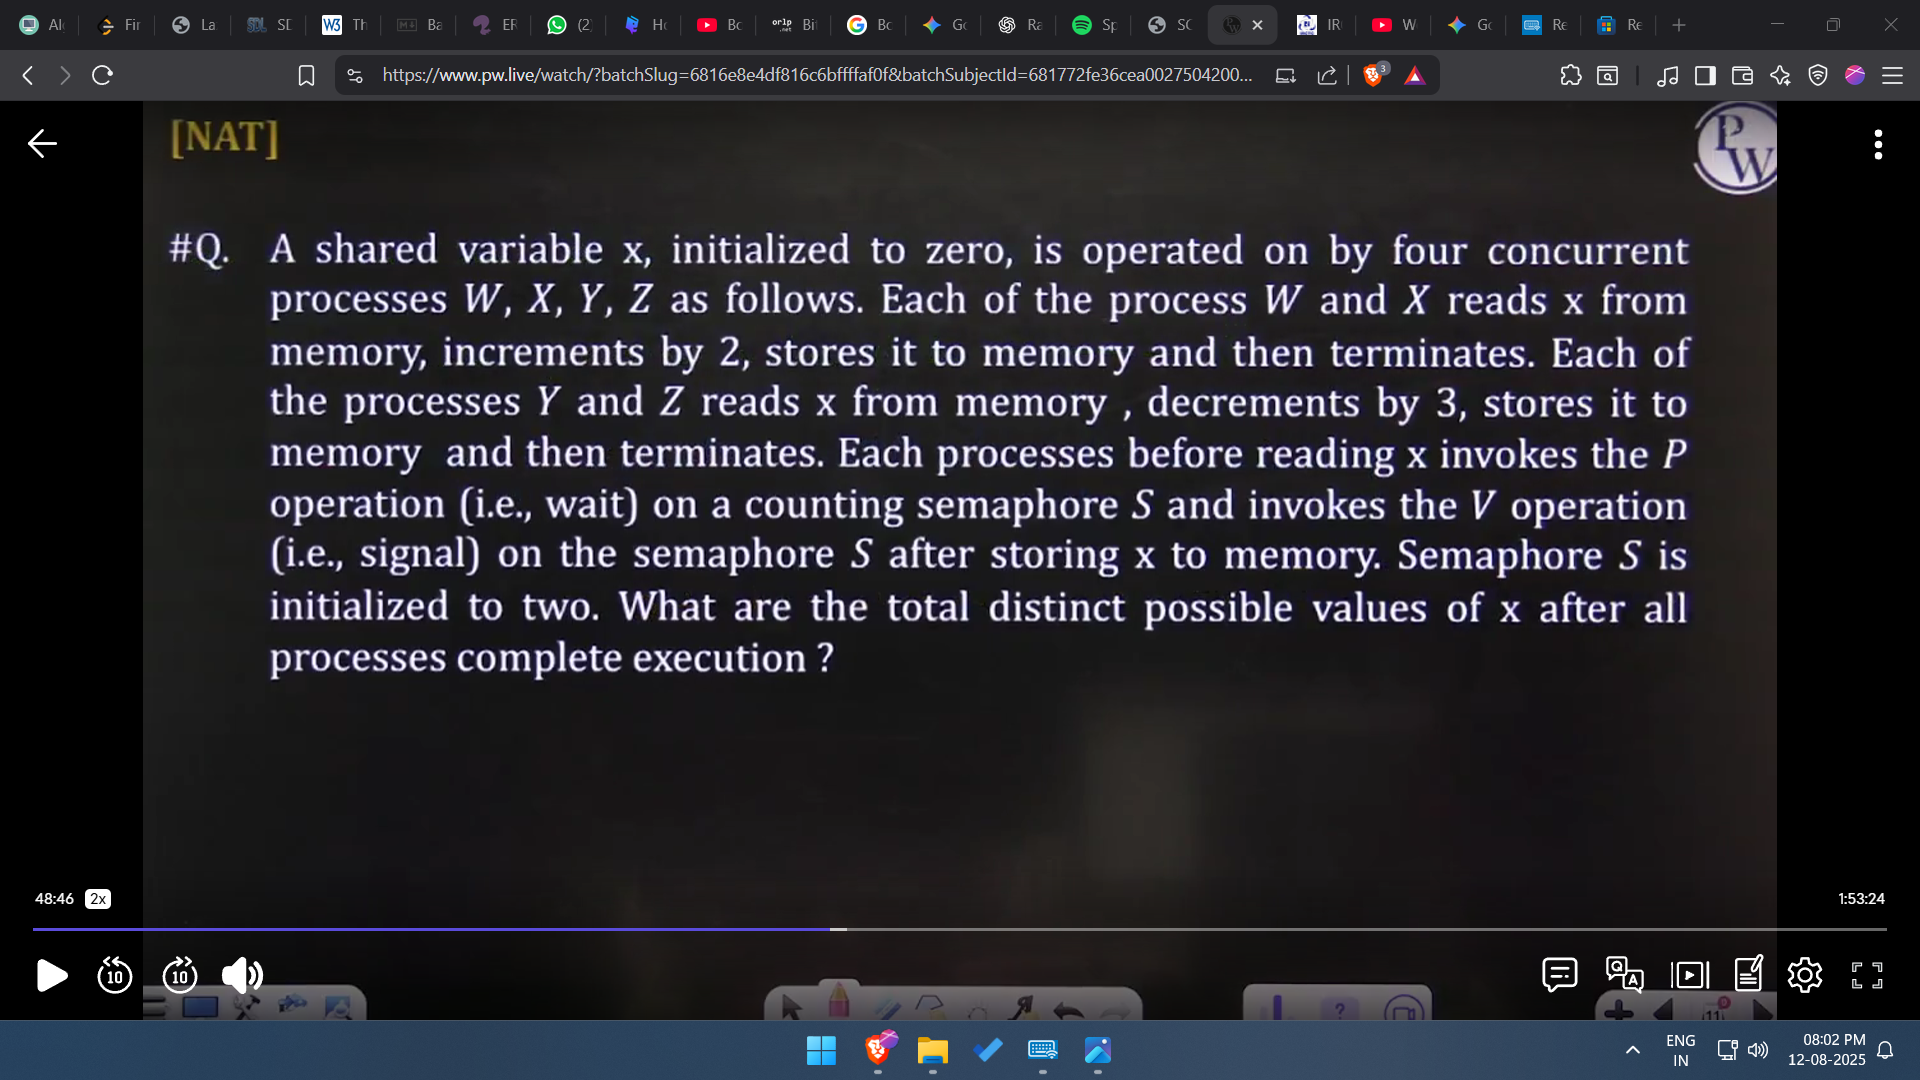 Al
Fir
La
SD
W3 Th
Ba
EF
(2)
Ho
Bc
orlp .net Bi
Bc
Gc
Ra
Sp
SC
IR
W
Gc
Re
Re
https://www.pw.live/watch/?batchSlug=6816e8e4df816c6bffffaf0f&batchSubjectId=681772fe36cea0027504200...
3
[NAT]
PW
#Q. A shared variable x, initialized to zero, is operated on by four concurrent
processes W, X, Y, Z as follows. Each of the process W and X reads x from
memory, increments by 2, stores it to memory and then terminates. Each of
the processes Y and Z reads x from memory , decrements by 3, stores it to
memory and then terminates. Each processes before reading x invokes the P
operation (i.e., wait) on a counting semaphore S and invokes the V operation
(i.e., signal) on the semaphore S after storing x to memory. Semaphore S is
initialized to two. What are the total distinct possible values of x after all
processes complete execution ?
48:46 2x
1:53:24
10 10
Q A
ENG
IN
08:02 PM
12-08-2025